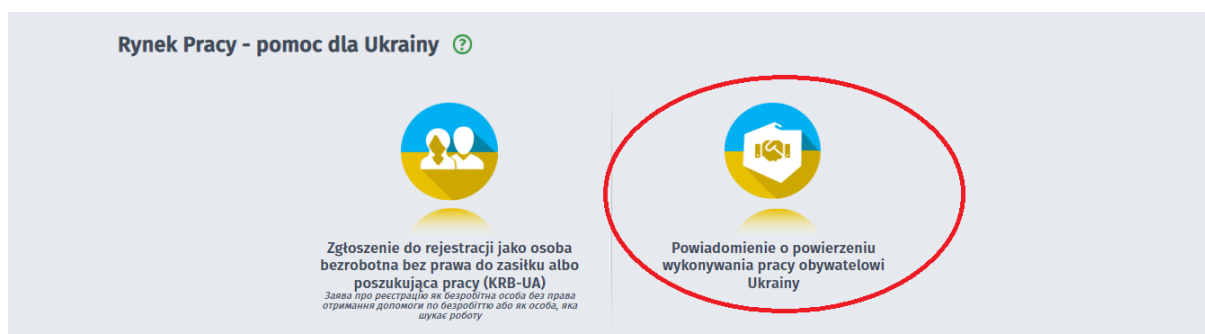 Rynek Pracy - pomoc dla Ukrainy ?
Zgłoszenie do rejestracji jako osoba
bezrobotna bez prawa do zasiłku albo
poszukująca pracy (KRB-UA)
Заява про реєстрацію як безробітна особа без права
отримання допомоги по безробіттю або як особа, яка
шукає роботу
Powiadomienie o powierzeniu
wykonywania pracy obywatelowi
Ukrainy